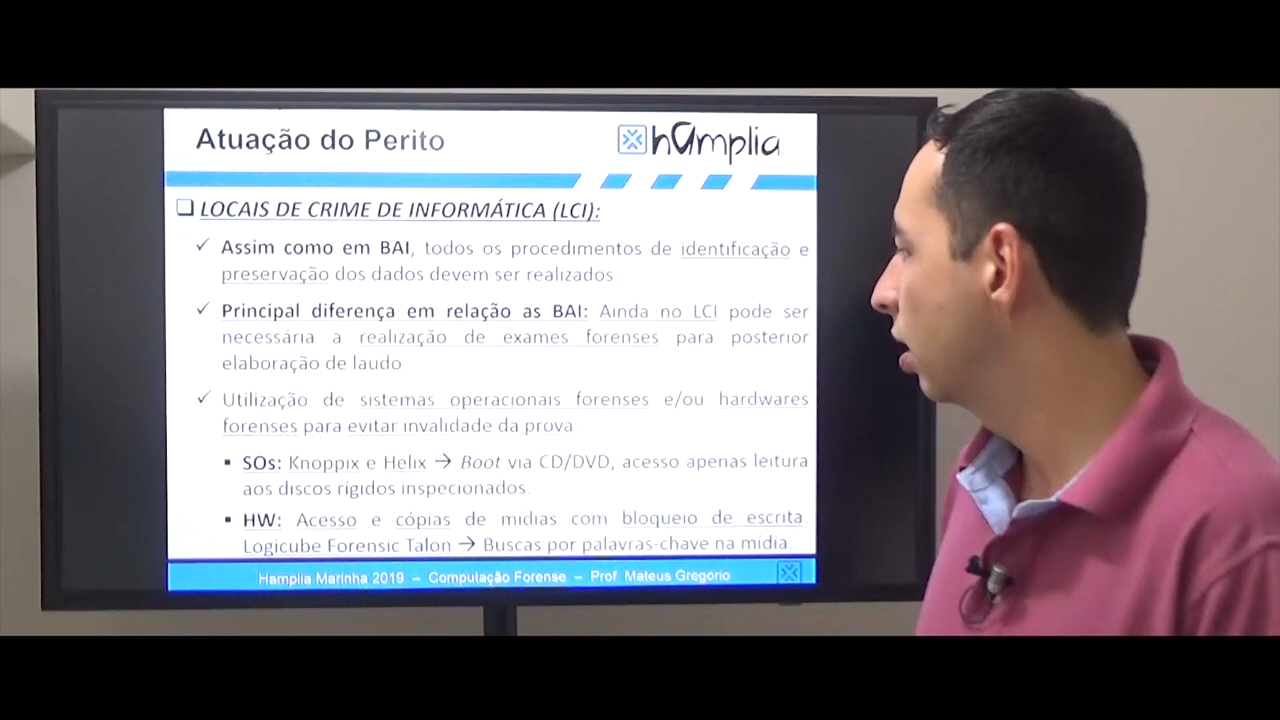 Atuação do Perito
hamplia
LOCAIS DE CRIME DE INFORMÁTICA (LCI):
Assim como em BAI, todos os procedimentos de identificação e
preservação dos dados devem ser realizados.
Principal diferença em relação as BAI: Ainda no LCI pode ser
necessária a realização de exames forenses para posterior
elaboração de laudo
Utilização de sistemas operacionais forenses e/ou hardwares
forenses para evitar invalidade da prova
SOs: Knoppix e Helix → Boot via CD/DVD, acesso apenas leitura
aos discos rígidos inspecionados.
HW: Acesso e cópias de mídias com bloqueio de escrita.
Logicube Forensic Talon → Buscas por palavras-chave na mídia.
Hamplia Marinha 2019 – Computação Forense – Prof. Mateus Gregório